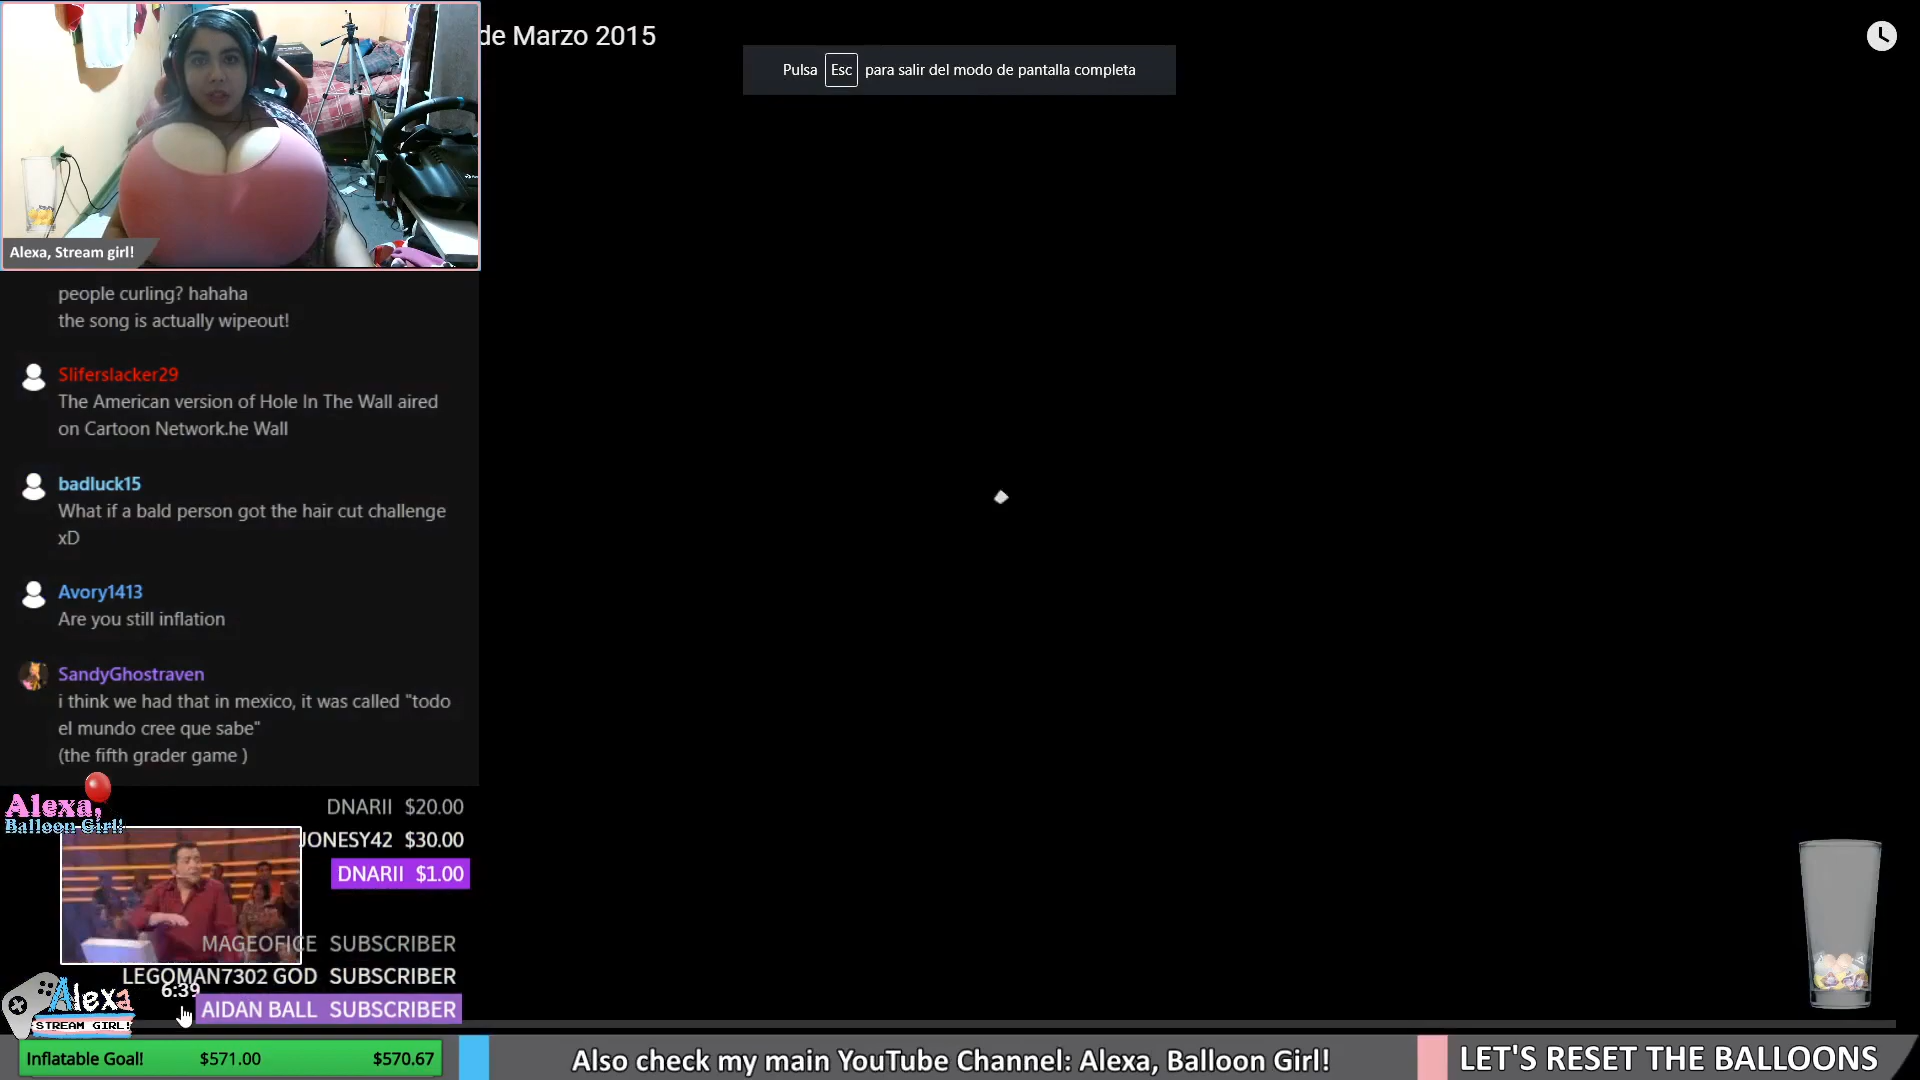 de Marzo 2015
Pulsa Esc para salir del modo de pantalla completa
Alexa, Stream girl!
people curling? hahaha
the song is actually wipeout!
Sliferslacker29
The American version of Hole In The Wall aired
on Cartoon Network.he Wall
badluck15
What if a bald person got the hair cut challenge
xD
Avory1413
Are you still inflation
SandyGhostraven
i think we had that in mexico, it was called "todo
el mundo cree que sabe"
(the fifth grader game )
Alexa,
Balloon Girl!
DNARII $20.00
JONESY42 $30.00
DNARII $1.00
MAGEOFICE SUBSCRIBER
LEGOMAN7302 GOD SUBSCRIBER
6:39
AIDAN BALL SUBSCRIBER
Alexa
STREAM GIRL!
Inflatable Goal! $571.00 $570.67
Also check my main YouTube Channel: Alexa, Balloon Girl!
LET'S RESET THE BALLOONS